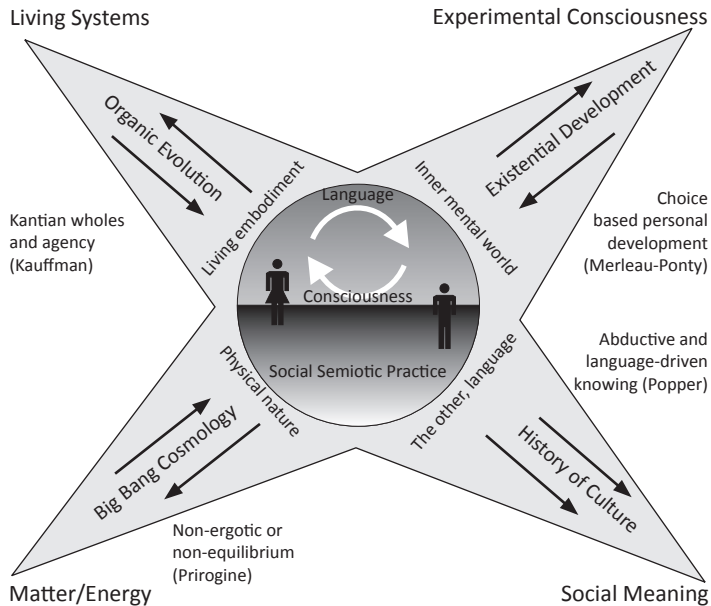 Living Systems
Experimental Consciousness
Organic Evolution
Living embodiment
Existential Development
Inner mental world
Kantian wholes
and agency
(Kauffman)
Choice
based personal
development
(Merleau-Ponty)
Language
Consciousness
Social Semiotic Practice
Abductive and
language-driven
knowing (Popper)
Physical nature
Big Bang Cosmology
The other, language
History of Culture
Non-ergotic or
non-equilibrium
(Prirogine)
Matter/Energy
Social Meaning